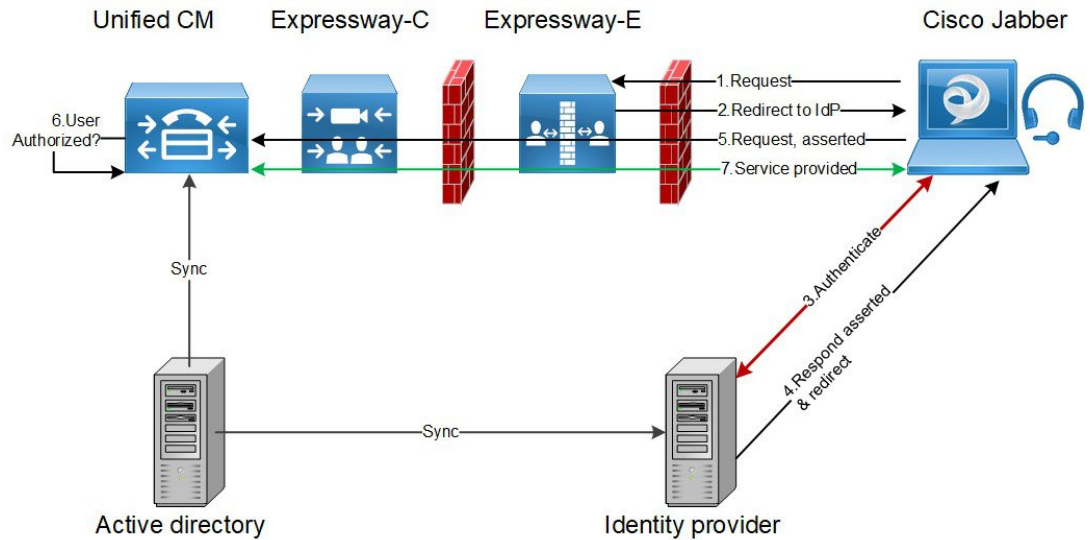 Unified CM
Expressway-C
Expressway-E
Cisco Jabber
1.Request
2.Redirect to IdP
6.User
Authorized?
5.Request, asserted
7.Service provided
Sync
3.Authenticate
4.Respond asserted
& redirect
Sync
Active directory
Identity provider